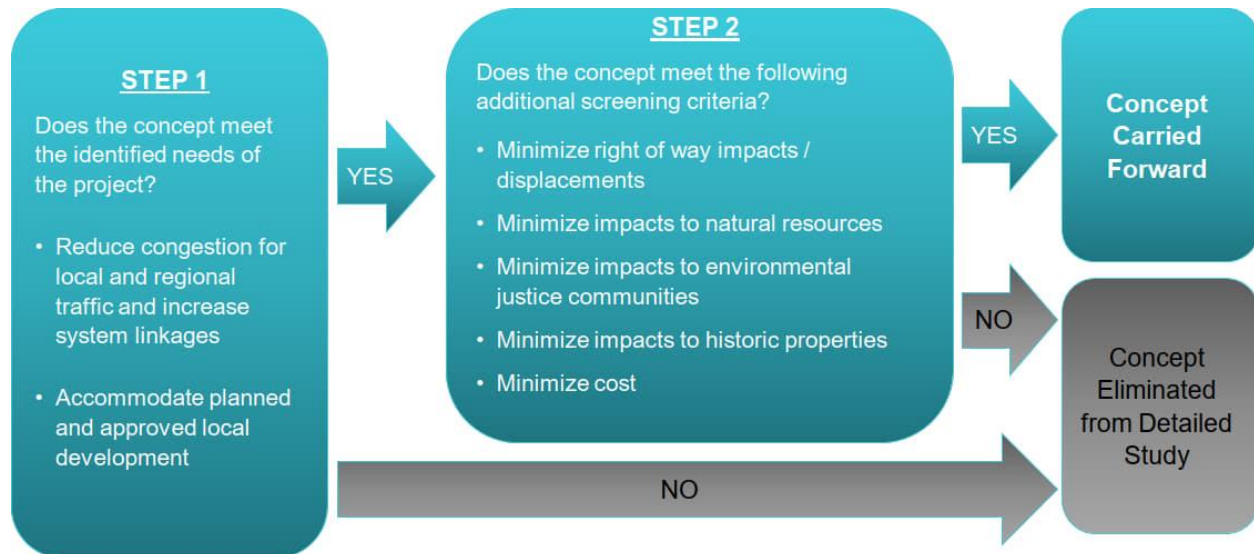 STEP 1
Does the concept meet
the identified needs of
the project?
• Reduce congestion for
local and regional
traffic and increase
system linkages
• Accommodate planned
and approved local
development
YES
STEP 2
Does the concept meet the following
additional screening criteria?
• Minimize right of way impacts /
displacements
• Minimize impacts to natural resources
• Minimize impacts to environmental
justice communities
• Minimize impacts to historic properties
• Minimize cost
YES
Concept
Carried
Forward
NO
Concept
Eliminated
from Detailed
Study
NO